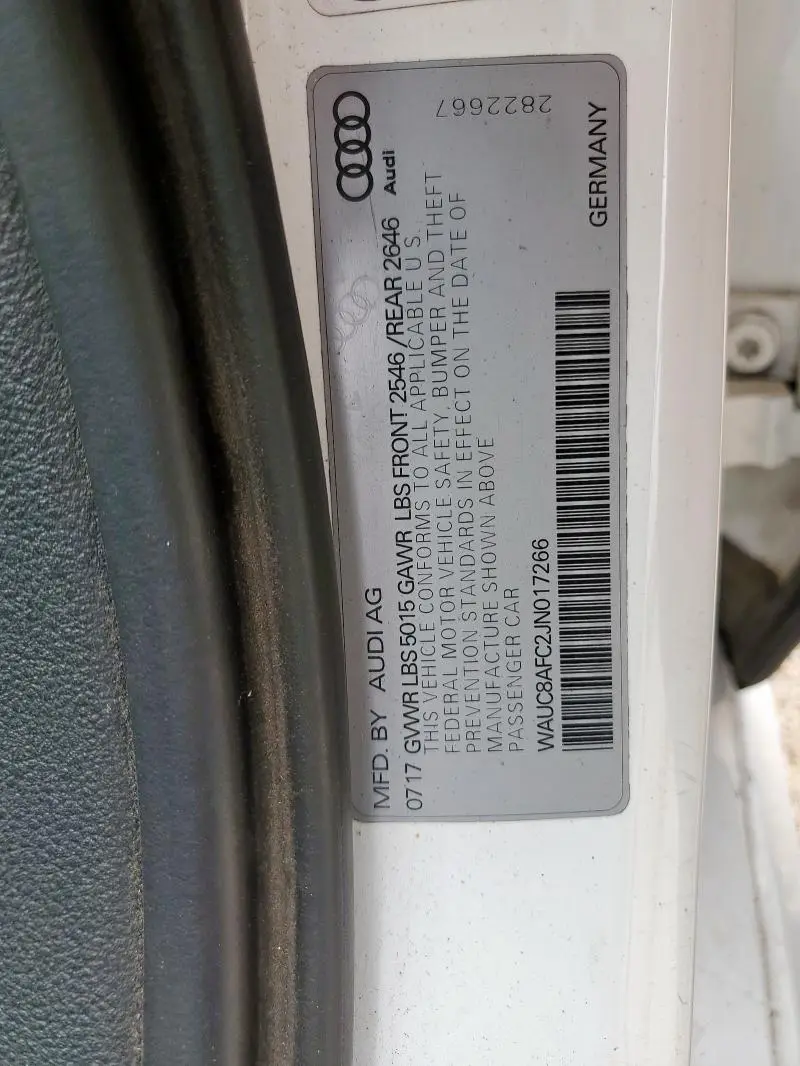 MFD. BY AUDI AG
Audi
0717 GVWR LBS 5015 GAWR LBS FRONT 2546 /REAR 2646
THIS VEHICLE CONFORMS TO ALL APPLICABLE U S
FEDERAL MOTOR VEHICLE SAFETY, BUMPER AND THEFT
PREVENTION STANDARDS IN EFFECT ON THE DATE OF
MANUFACTURE SHOWN ABOVE
PASSENGER CAR
2822667
WAUC8AFC2JN017266
GERMANY